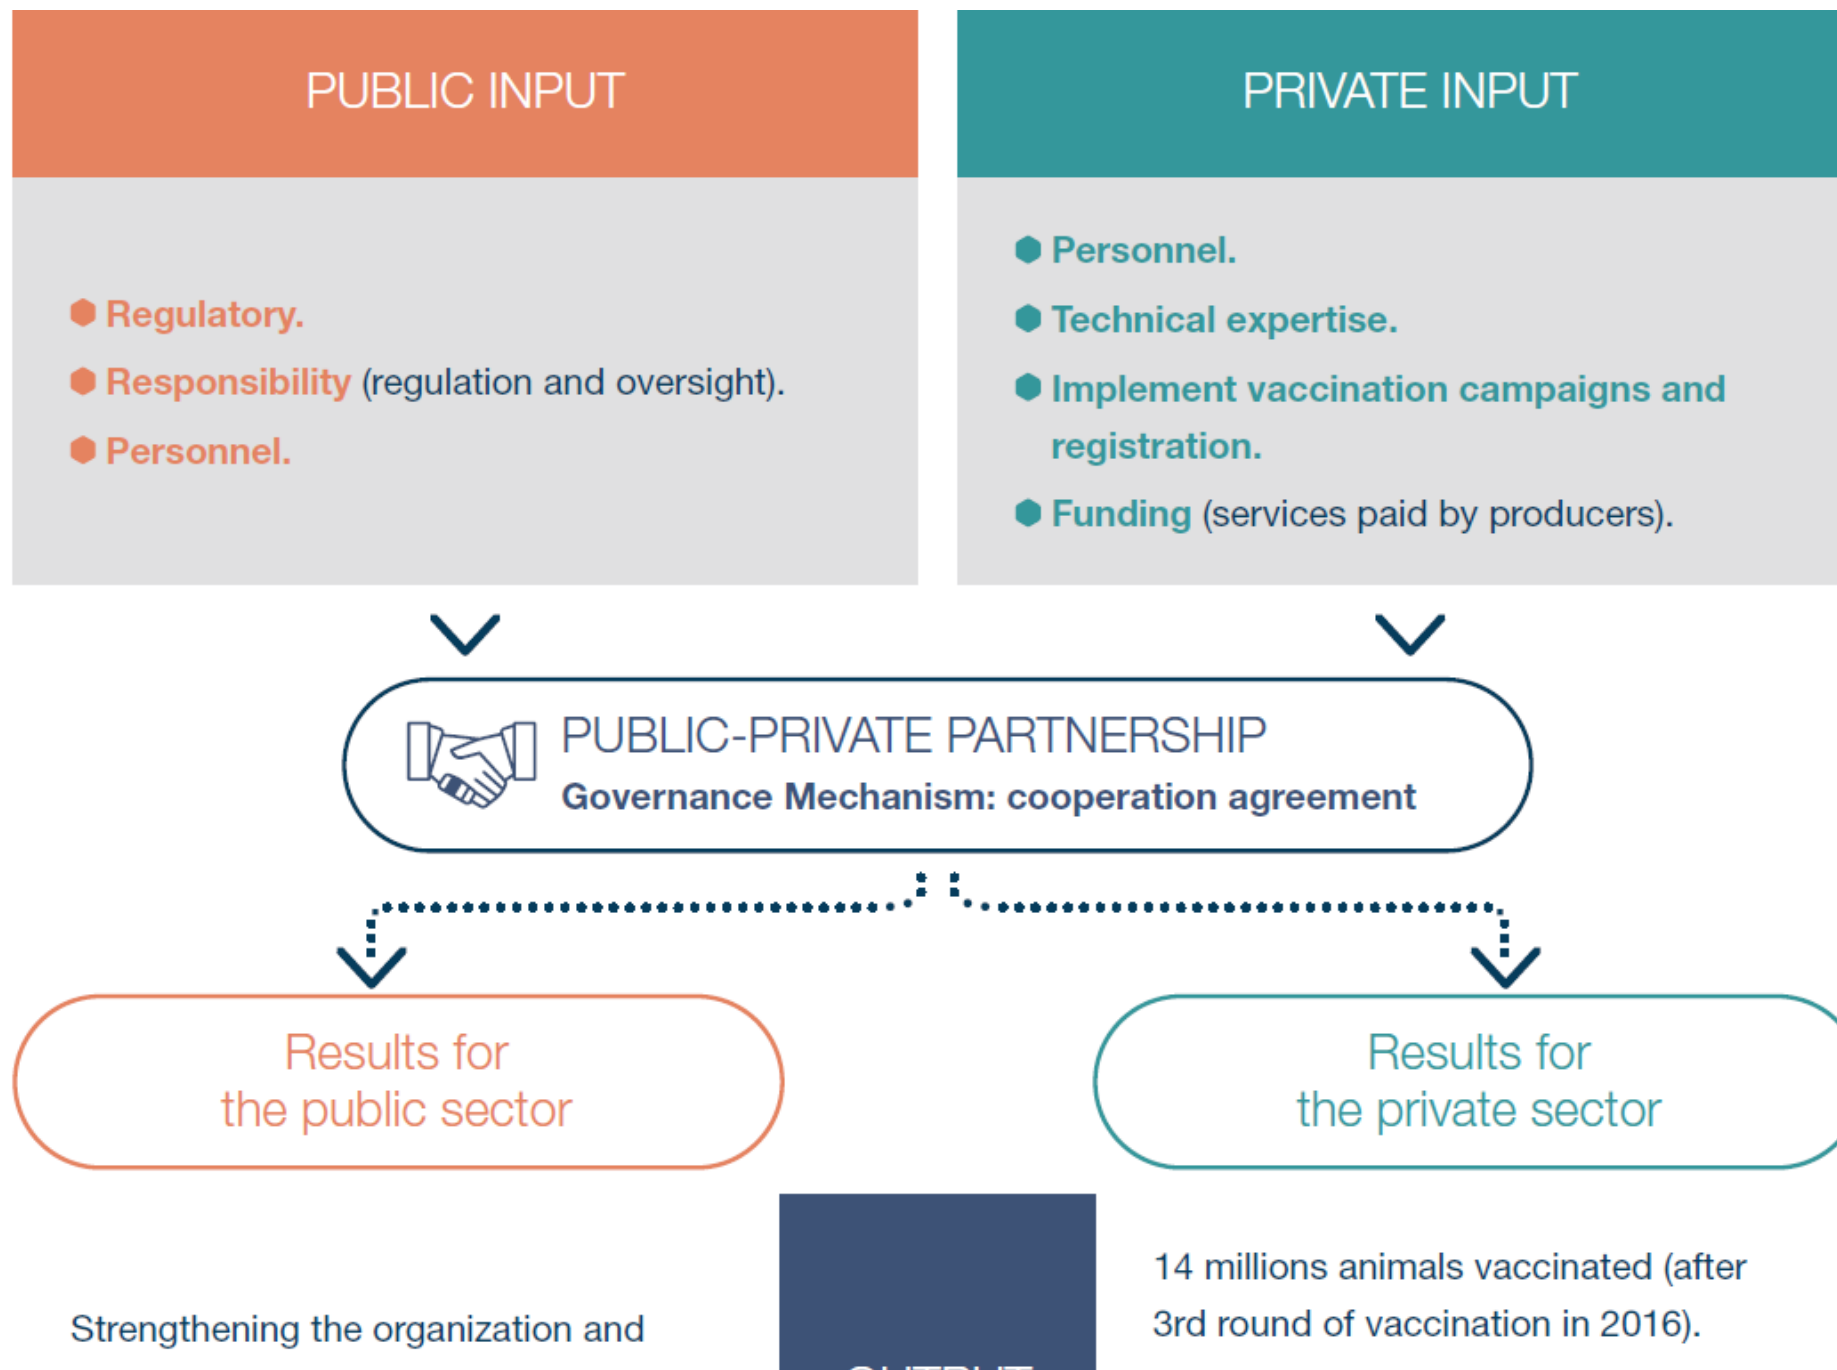 PUBLIC INPUT
Regulatory.
Responsibility (regulation and oversight).
Personnel.
PRIVATE INPUT
Personnel.
Technical expertise.
Implement vaccination campaigns and
registration.
Funding (services paid by producers).
PUBLIC-PRIVATE PARTNERSHIP
Governance Mechanism: cooperation agreement
Results for
the public sector
Results for
the private sector
Strengthening the organization and
OUTPUT
14 millions animals vaccinated (after
3rd round of vaccination in 2016).